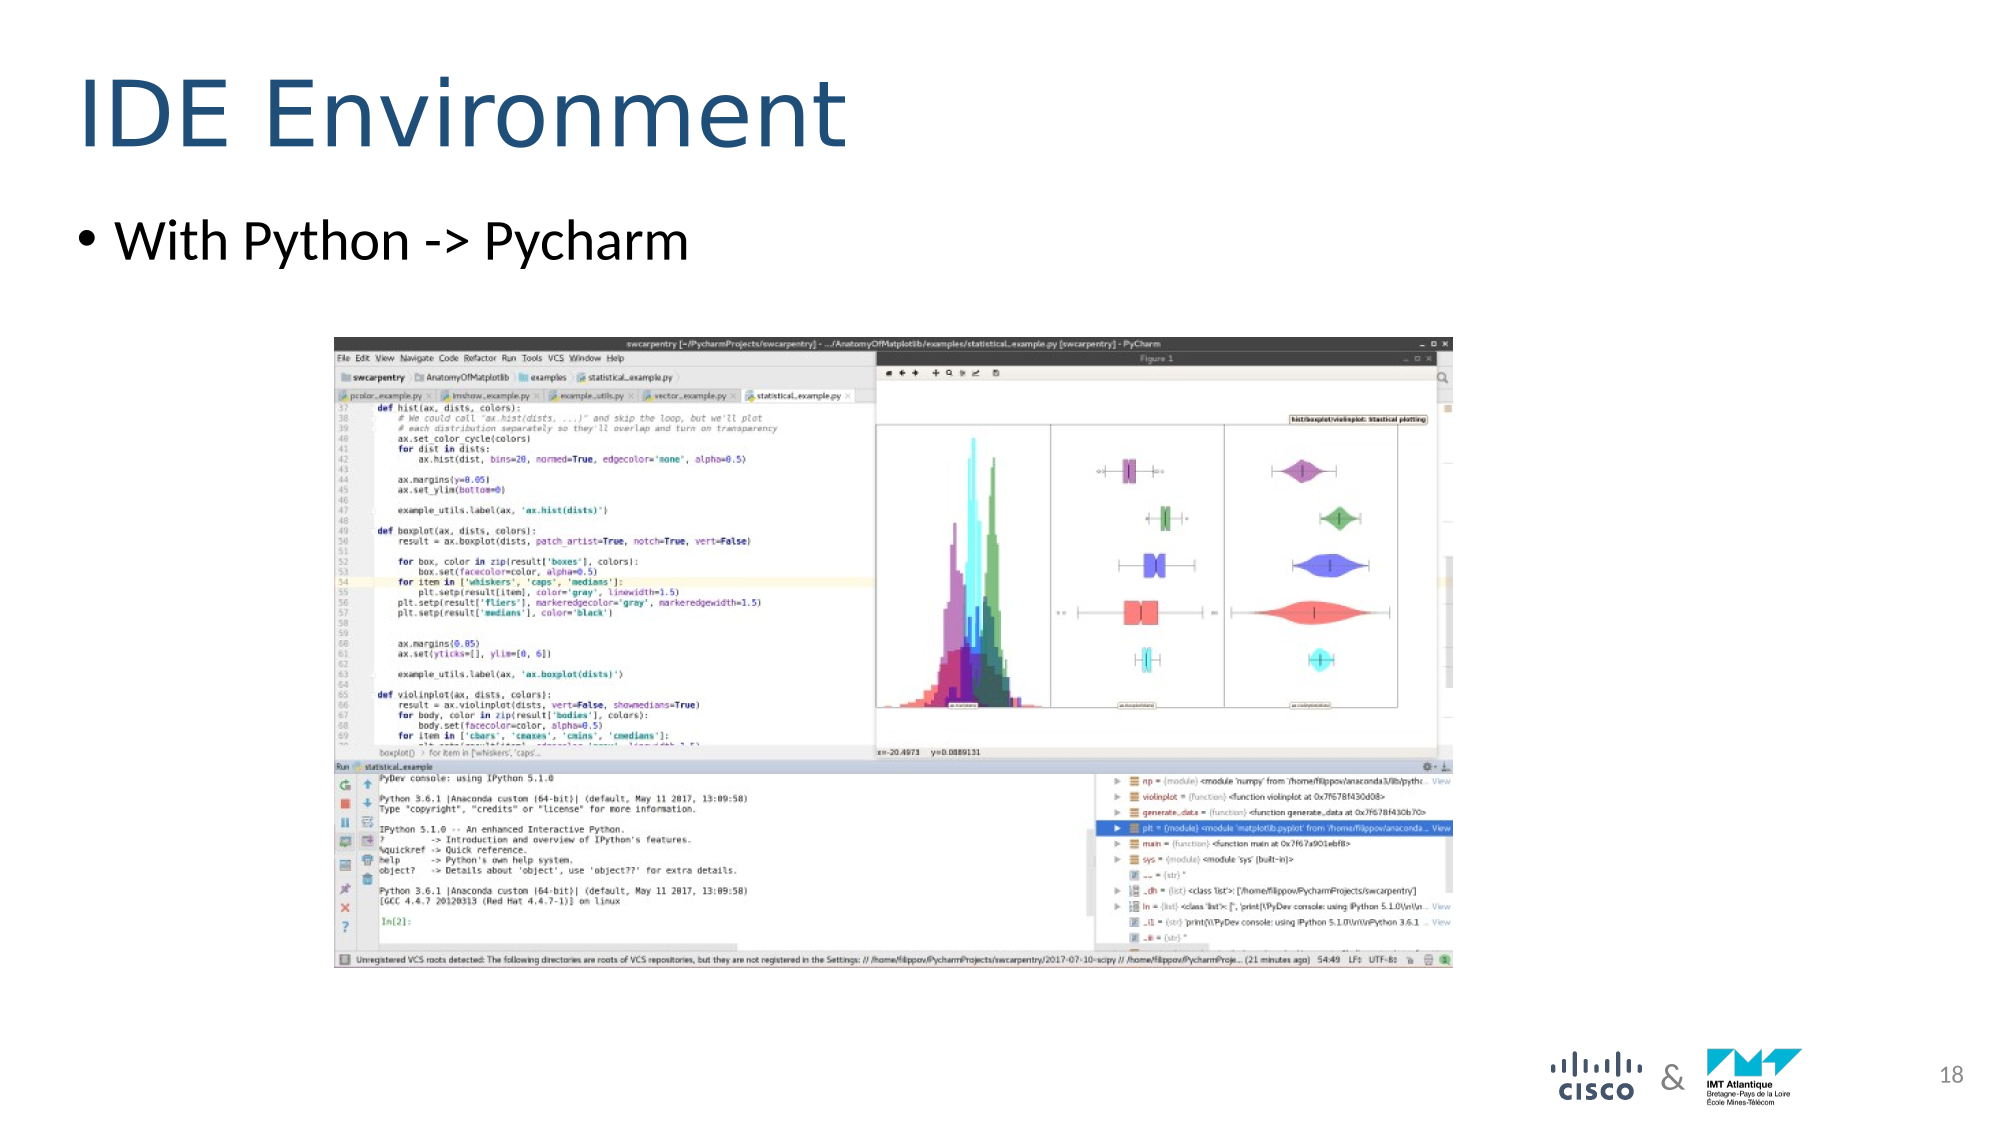 IDE Environment
• With Python -> Pycharm
swcarpentry [~/PycharmProjects/swcarpentry] - .../AnatomyOfMatplotlib/examples/statistical_example.py [swcarpentry] - PyCharm
File Edit View Navigate Code Refactor Run Tools VCS Window Help
Figure 1
swcarpentry AnatomyOfMatplotlib examples statistical_example.py
pcolor_example.py imshow_example.py example_utils.py vector_example.py statistical_example.py
37 def hist(ax, dists, colors):
38 # We could call "ax.hist(dists, ...)" and skip the loop, but we'll plot
39 # each distribution separately so they'll overlap and turn on transparency
40 ax.set_color_cycle(colors)
41 for dist in dists:
42 ax.hist(dist, bins=20, normed=True, edgecolor='none', alpha=0.5)
43
44 ax.margins(y=0.05)
45 ax.set_ylim(bottom=0)
46
47 example_utils.label(ax, 'ax.hist(dists)')
48
49 def boxplot(ax, dists, colors):
50 result = ax.boxplot(dists, patch_artist=True, notch=True, vert=False)
51
52 for box, color in zip(result['boxes'], colors):
53 box.set(facecolor=color, alpha=0.5)
54 for item in ['whiskers', 'caps', 'medians']:
55 plt.setp(result[item], color='gray', linewidth=1.5)
56 plt.setp(result['fliers'], markeredgecolor='gray', markeredgewidth=1.5)
57 plt.setp(result['medians'], color='black')
58
59
60 ax.margins(0.05)
61 ax.set(yticks=[], ylim=[0, 6])
62
63 example_utils.label(ax, 'ax.boxplot(dists)')
64
65 def violinplot(ax, dists, colors):
66 result = ax.violinplot(dists, vert=False, showmedians=True)
67 for body, color in zip(result['bodies'], colors):
68 body.set(facecolor=color, alpha=0.5)
69 for item in ['cbars', 'cmaxes', 'cmins', 'cmedians']:
boxplot() for item in ['whiskers', 'caps'...
hist/boxplot/violinplot: Stastical plotting
x=-20.4973 y=0.0889131
Run statistical_example
PyDev console: using IPython 5.1.0
Python 3.6.1 |Anaconda custom (64-bit)| (default, May 11 2017, 13:09:58)
Type "copyright", "credits" or "license" for more information.
IPython 5.1.0 -- An enhanced Interactive Python.
? -> Introduction and overview of IPython's features.
%quickref -> Quick reference.
help -> Python's own help system.
object? -> Details about 'object', use 'object??' for extra details.
Python 3.6.1 |Anaconda custom (64-bit)| (default, May 11 2017, 13:09:58)
[GCC 4.4.7 20120313 (Red Hat 4.4.7-1)] on linux
In[2]:
np = {module} <module 'numpy' from '/home/filippov/anaconda3/lib/pythc... View
violinplot = {function} <function violinplot at 0x7f678f430d08>
generate_data = {function} <function generate_data at 0x7f678f430b70>
plt = {module} <module 'matplotlib.pyplot' from '/home/filippov/anaconda... View
main = {function} <function main at 0x7f67a901ebf8>
sys = {module} <module 'sys' (built-in)>
__ = {str} ''
_dh = {list} <class 'list'>: ['/home/filippov/PycharmProjects/swcarpentry']
In = {list} <class 'list'>: ['', 'print(\'PyDev console: using IPython 5.1.0\\n\\n... View
_i1 = {str} 'print(\'PyDev console: using IPython 5.1.0\\n\\nPython 3.6.1 ... View
_iii = {str} ''
Unregistered VCS roots detected: The following directories are roots of VCS repositories, but they are not registered in the Settings: // /home/filippov/PycharmProjects/swcarpentry/2017-07-10-scipy // /home/filippov/PycharmProje... (21 minutes ago) 54:49 LF÷ UTF-8÷
CISCO
&
IMT Atlantique
Bretagne-Pays de la Loire
École Mines-Télécom
18